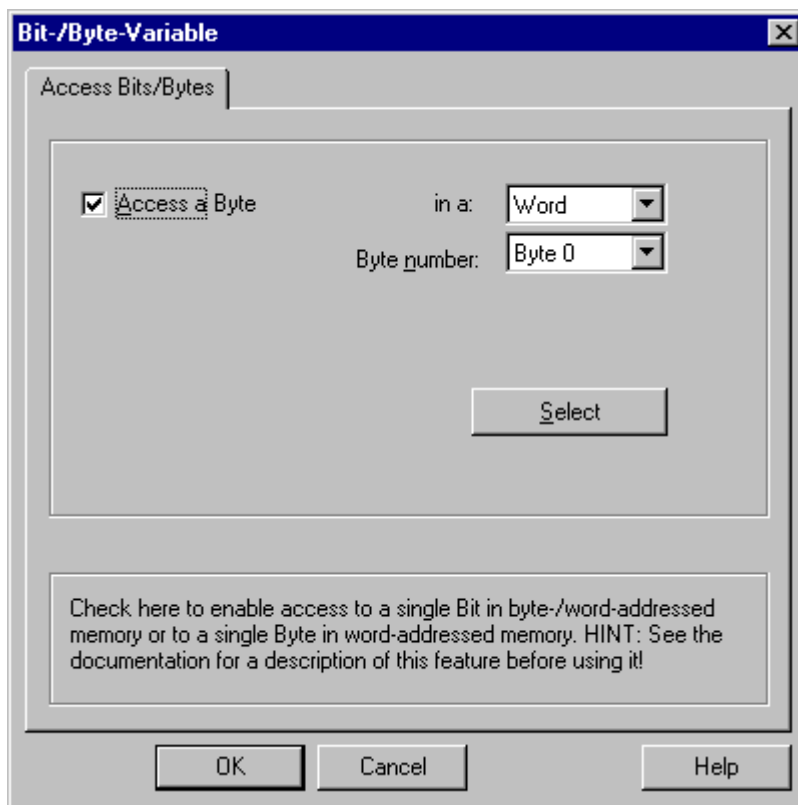 Bit-/Byte-Variable
Access Bits/Bytes
Access a Byte in a: Word
Byte number: Byte 0
Select
Check here to enable access to a single Bit in byte-/word-addressed
memory or to a single Byte in word-addressed memory. HINT: See the
documentation for a description of this feature before using it!
OK Cancel Help